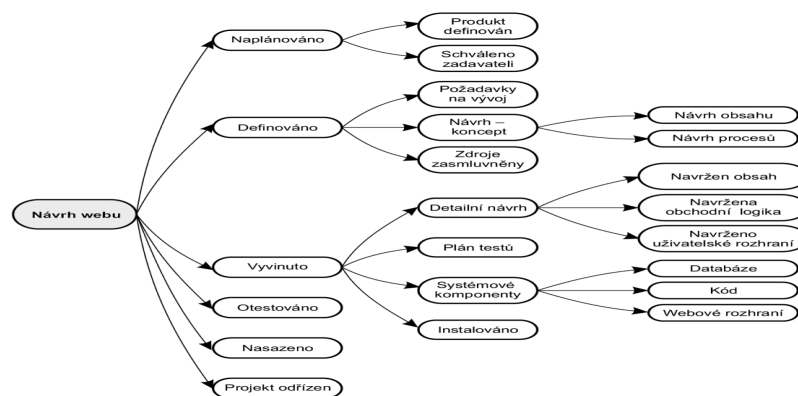 Návrh webu
Naplánováno
Produkt
definován
Schváleno
zadavateli
Definováno
Požadavky
na vývoj
Návrh –
koncept
Návrh obsahu
Návrh procesů
Zdroje
zasmluvněny
Vyvinuto
Detailní návrh
Navržen obsah
Navržena
obchodní logika
Navrženo
uživatelské rozhraní
Plán testů
Systémové
komponenty
Databáze
Kód
Webové rozhraní
Instalováno
Otestováno
Nasazeno
Projekt odřízen